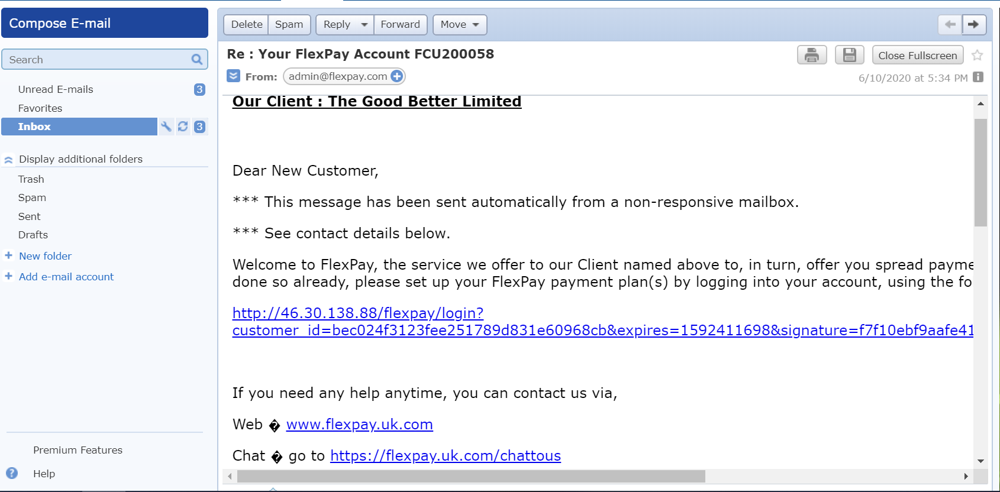 Compose E-mail
Search
Unread E-mails 3
Favorites
Inbox 3
Display additional folders
Trash
Spam
Sent
Drafts
+ New folder
+ Add e-mail account
Premium Features
? Help
Delete Spam Reply Forward Move
Re : Your FlexPay Account FCU200058
Close Fullscreen
From: admin@flexpay.com
6/10/2020 at 5:34 PM
Our Client : The Good Better Limited
Dear New Customer,
*** This message has been sent automatically from a non-responsive mailbox.
*** See contact details below.
Welcome to FlexPay, the service we offer to our Client named above to, in turn, offer you spread payme
done so already, please set up your FlexPay payment plan(s) by logging into your account, using the fo
http://46.30.138.88/flexpay/login?
customer_id=bec024f3123fee251789d831e60968cb&expires=1592411698&signature=f7f10ebf9aafe41
If you need any help anytime, you can contact us via,
Web � www.flexpay.uk.com
Chat � go to https://flexpay.uk.com/chattous